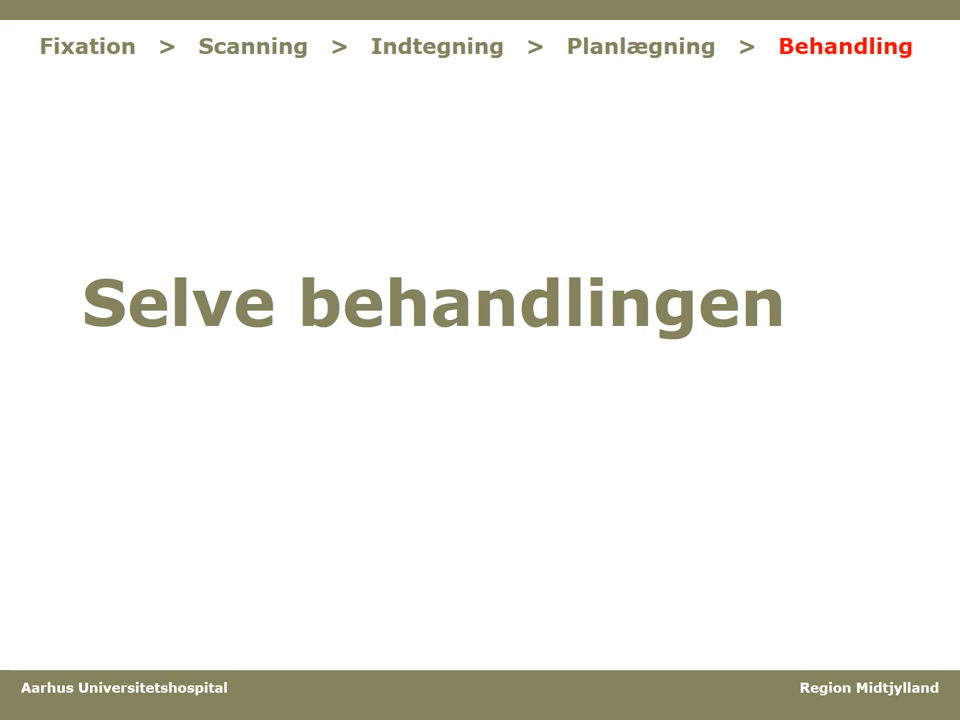 Fixation > Scanning > Indtegning > Planlægning > Behandling
Selve behandlingen
Aarhus Universitetshospital
Region Midtjylland